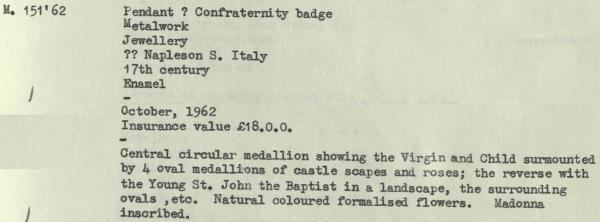 M. 151'62 Pendant ? Confraternity badge
Metalwork
Jewellery
?? Napleson S. Italy
17th century
Enamel
-
October, 1962
Insurance value £18.0.0.
-
Central circular medallion showing the Virgin and Child surmounted
by 4 oval medallions of castle scapes and roses; the reverse with
the Young St. John the Baptist in a landscape, the surrounding
ovals ,etc. Natural coloured formalised flowers. Madonna
inscribed.